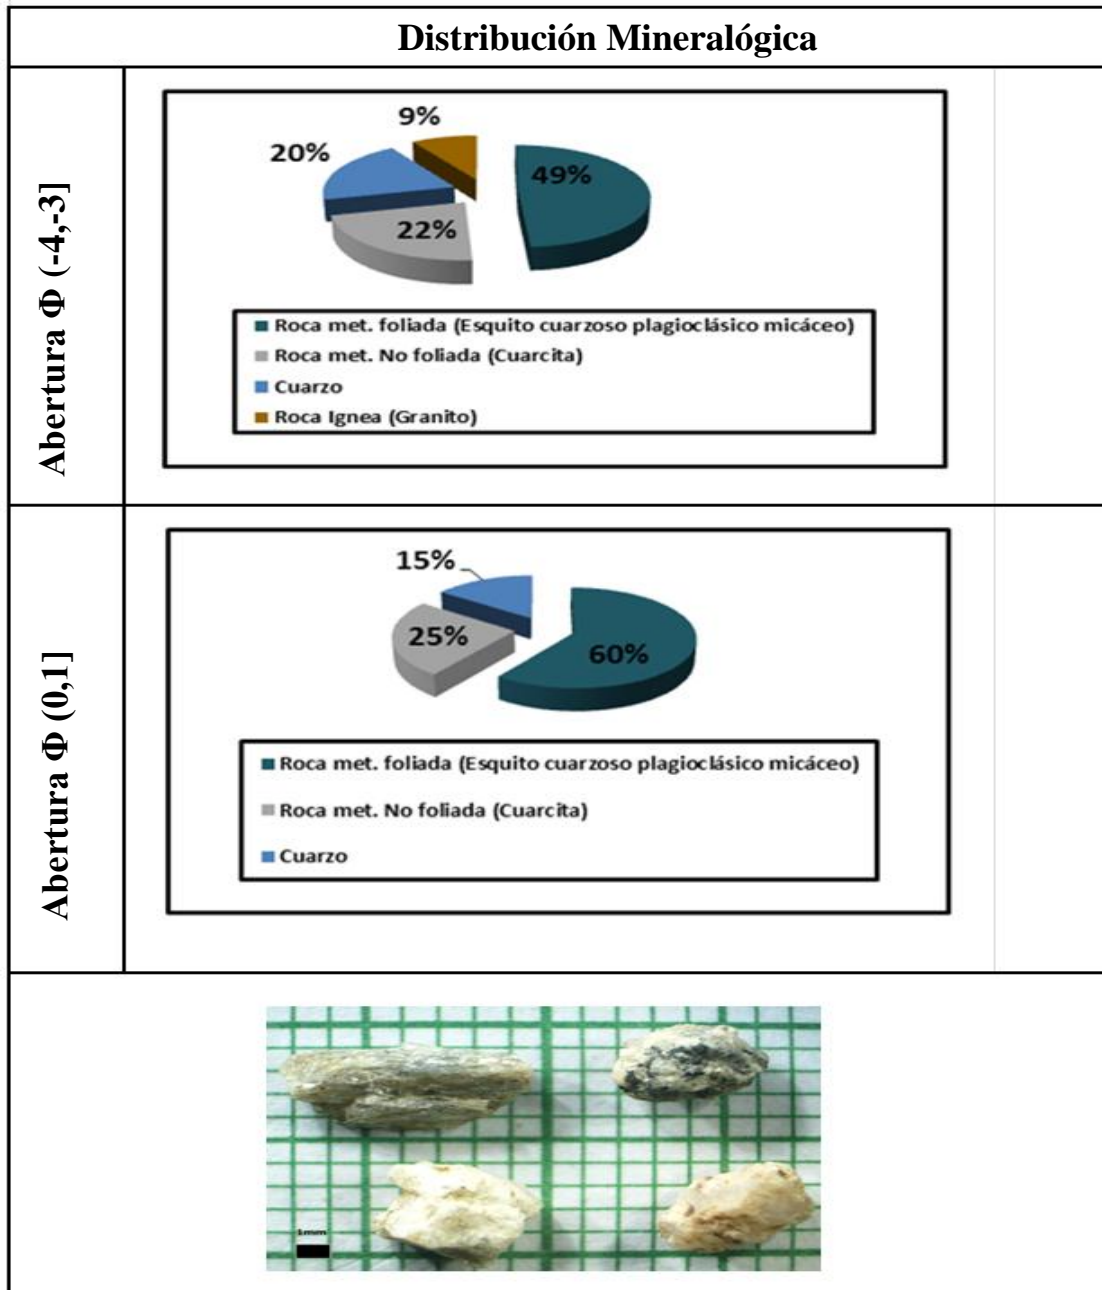 Distribución Mineralógica
Abertura Φ (-4,-3]
9%
20%
49%
22%
Roca met. foliada (Esquito cuarzoso plagioclásico micáceo)
Roca met. No foliada (Cuarcita)
Cuarzo
Roca Ignea (Granito)
Abertura Φ (0,1]
15%
25%
60%
Roca met. foliada (Esquito cuarzoso plagioclásico micáceo)
Roca met. No foliada (Cuarcita)
Cuarzo
1mm